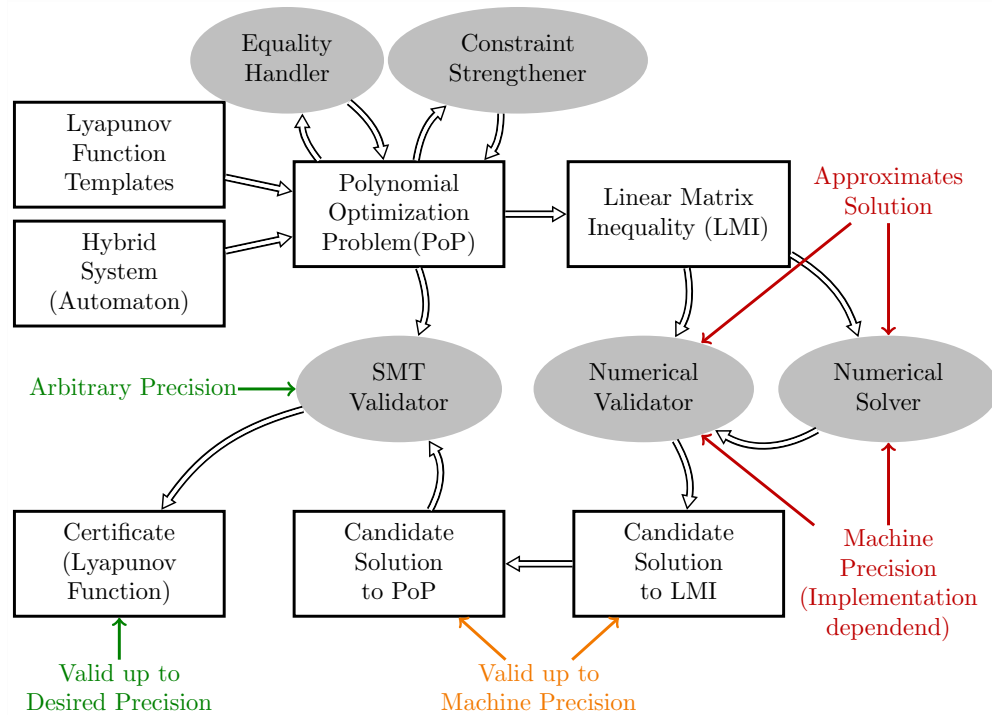 Equality
Handler
Constraint
Strengthener
Lyapunov
Function
Templates
Polynomial
Optimization
Problem(PoP)
Linear Matrix
Inequality (LMI)
Approximates
Solution
Hybrid
System
(Automaton)
Arbitrary Precision
SMT
Validator
Numerical
Validator
Numerical
Solver
Certificate
(Lyapunov
Function)
Candidate
Solution
to PoP
Candidate
Solution
to LMI
Machine
Precision
(Implementation
dependend)
Valid up to
Desired Precision
Valid up to
Machine Precision